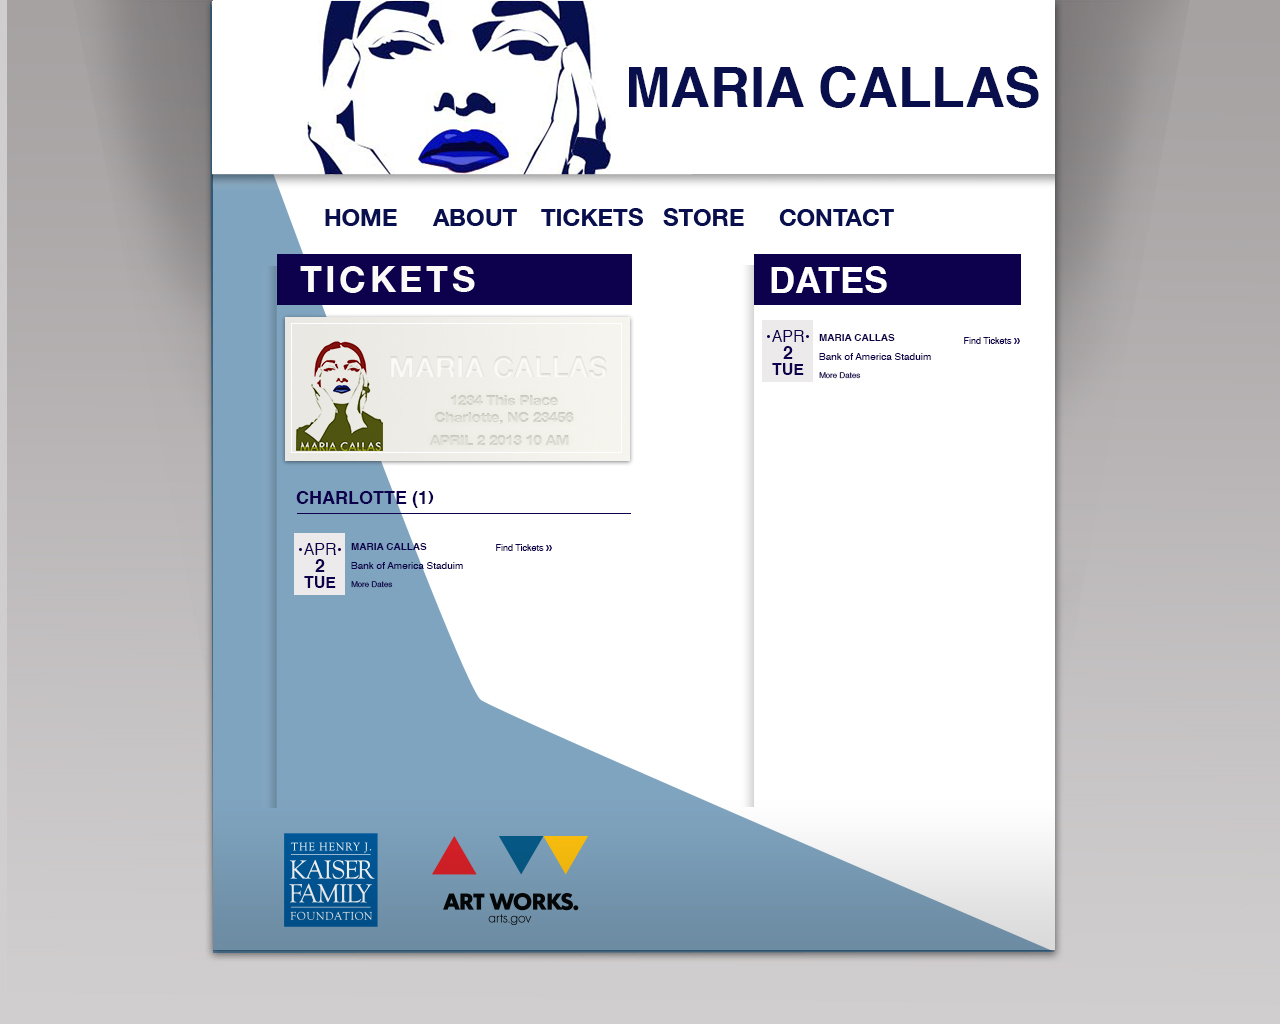 MARIA CALLAS
HOME ABOUT TICKETS STORE CONTACT
TICKETS
MARIA CALLAS
MARIA CALLAS
1234 This Place
Charlotte, NC 23456
APRIL 2 2013 10 AM
CHARLOTTE (1)
•APR•
2
TUE
MARIA CALLAS
Find Tickets »
Bank of America Staduim
More Dates
DATES
•APR•
2
TUE
MARIA CALLAS
Find Tickets »
Bank of America Staduim
More Dates
THE HENRY J.
KAISER
FAMILY
FOUNDATION
ART WORKS.
arts.gov